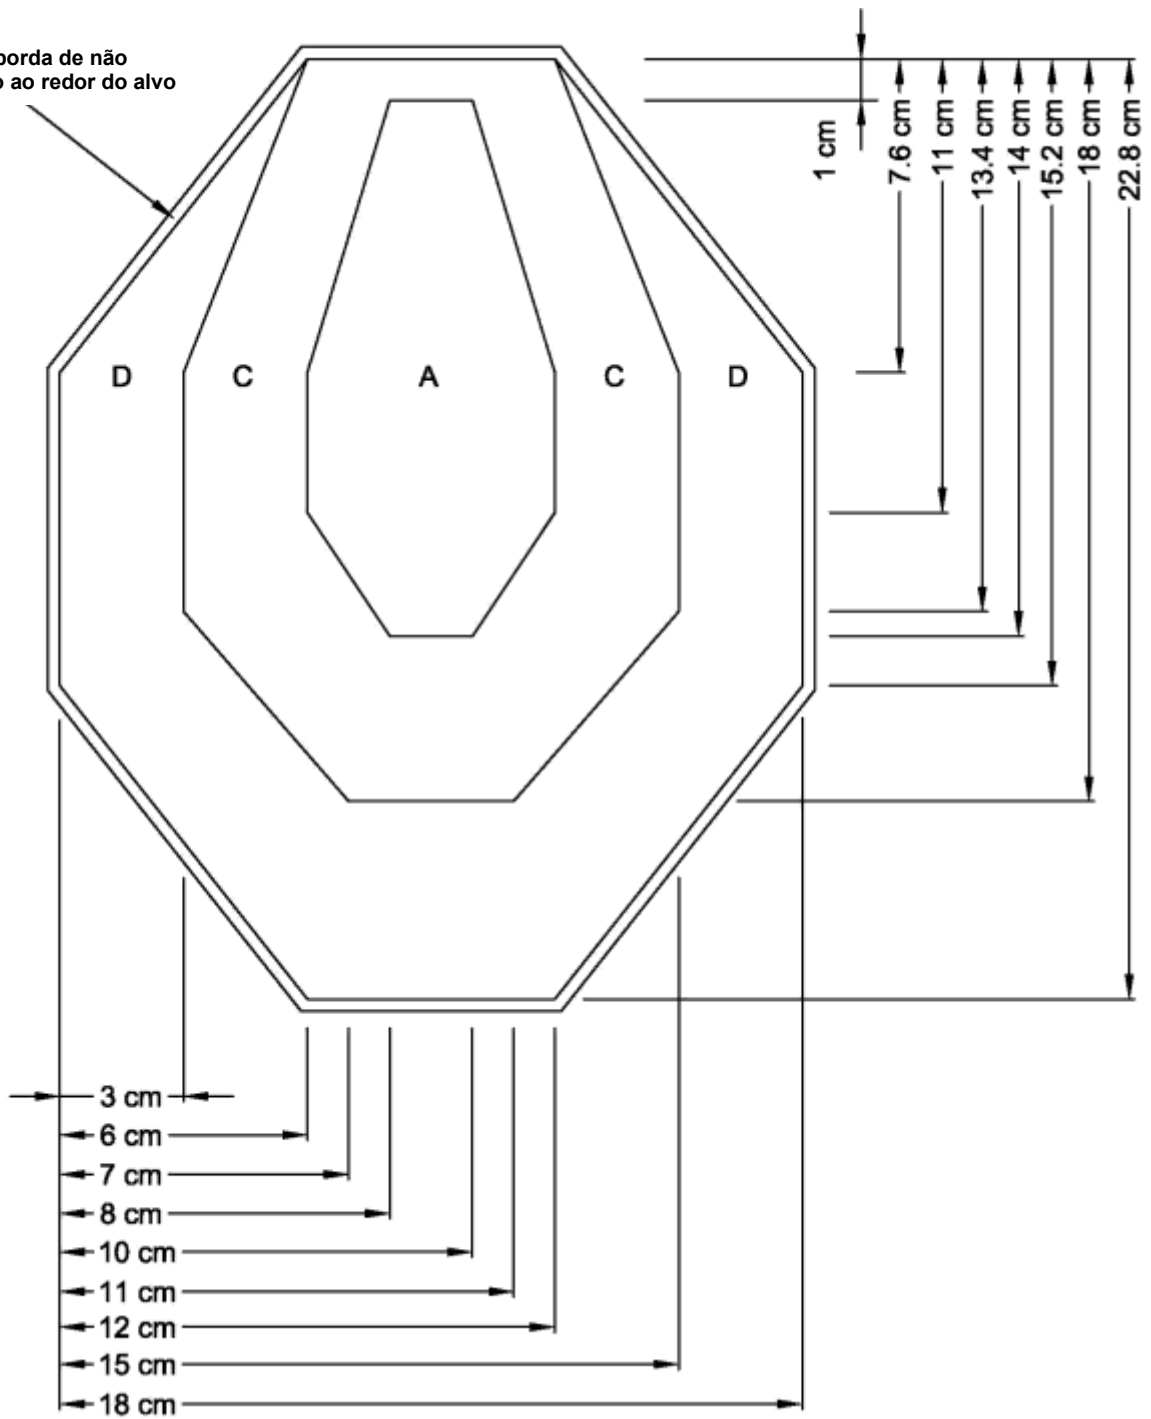 borda de não
ao redor do alvo
1 cm
7.6 cm
11 cm
13.4 cm
14 cm
15.2 cm
18 cm
22.8 cm
D
C
A
C
D
3 cm
6 cm
7 cm
8 cm
10 cm
11 cm
12 cm
15 cm
18 cm